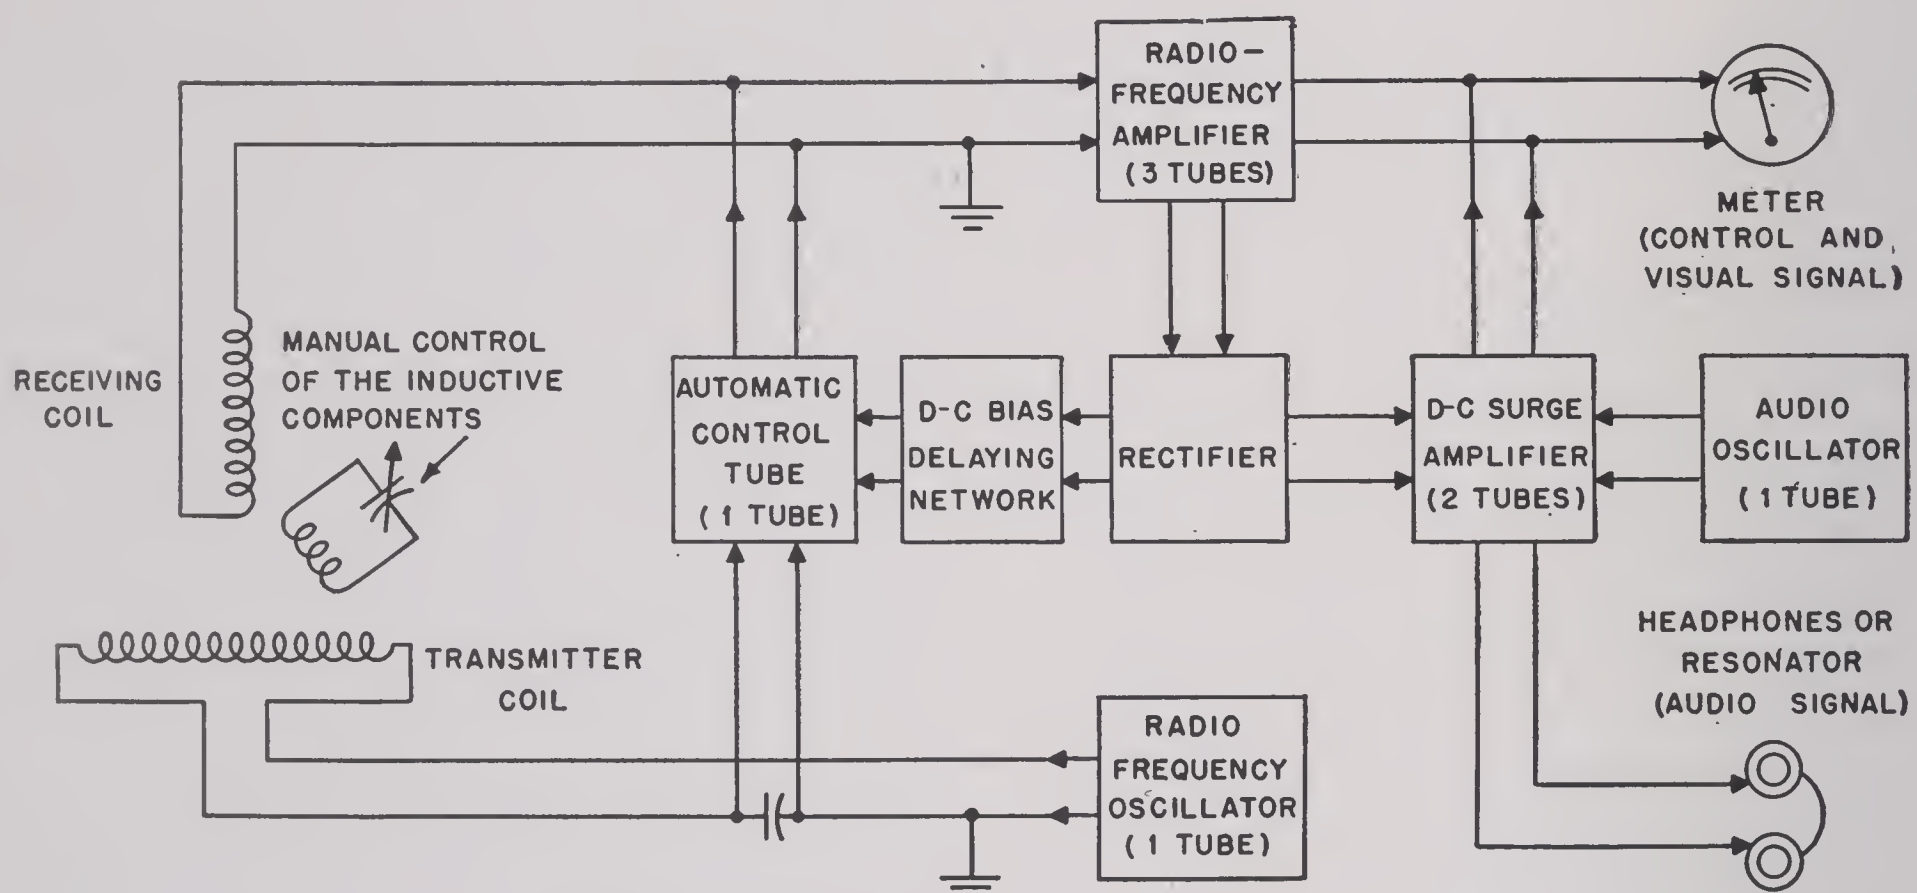 RADIO-
FREQUENCY
AMPLIFIER
(3 TUBES)
METER
(CONTROL AND
VISUAL SIGNAL)
MANUAL CONTROL
OF THE INDUCTIVE
COMPONENTS
RECEIVING
COIL
AUTOMATIC
CONTROL
TUBE
(1 TUBE)
D-C BIAS
DELAYING
NETWORK
RECTIFIER
D-C SURGE
AMPLIFIER
(2 TUBES)
AUDIO
OSCILLATOR
(1 TUBE)
TRANSMITTER
COIL
RADIO
FREQUENCY
OSCILLATOR
(1 TUBE)
HEADPHONES OR
RESONATOR
(AUDIO SIGNAL)